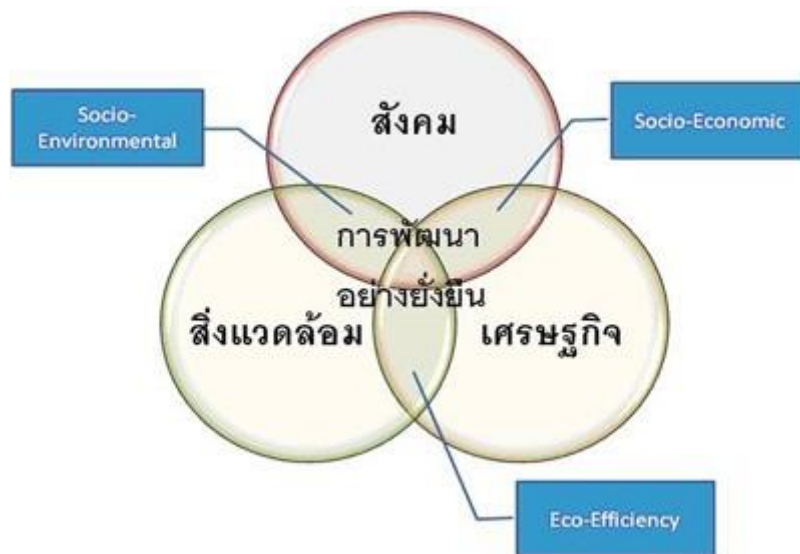 สังคม
Socio-
Environmental
Socio-Economic
การพัฒนา
อย่างยั่งยืน
สิ่งแวดล้อม
เศรษฐกิจ
Eco-Efficiency